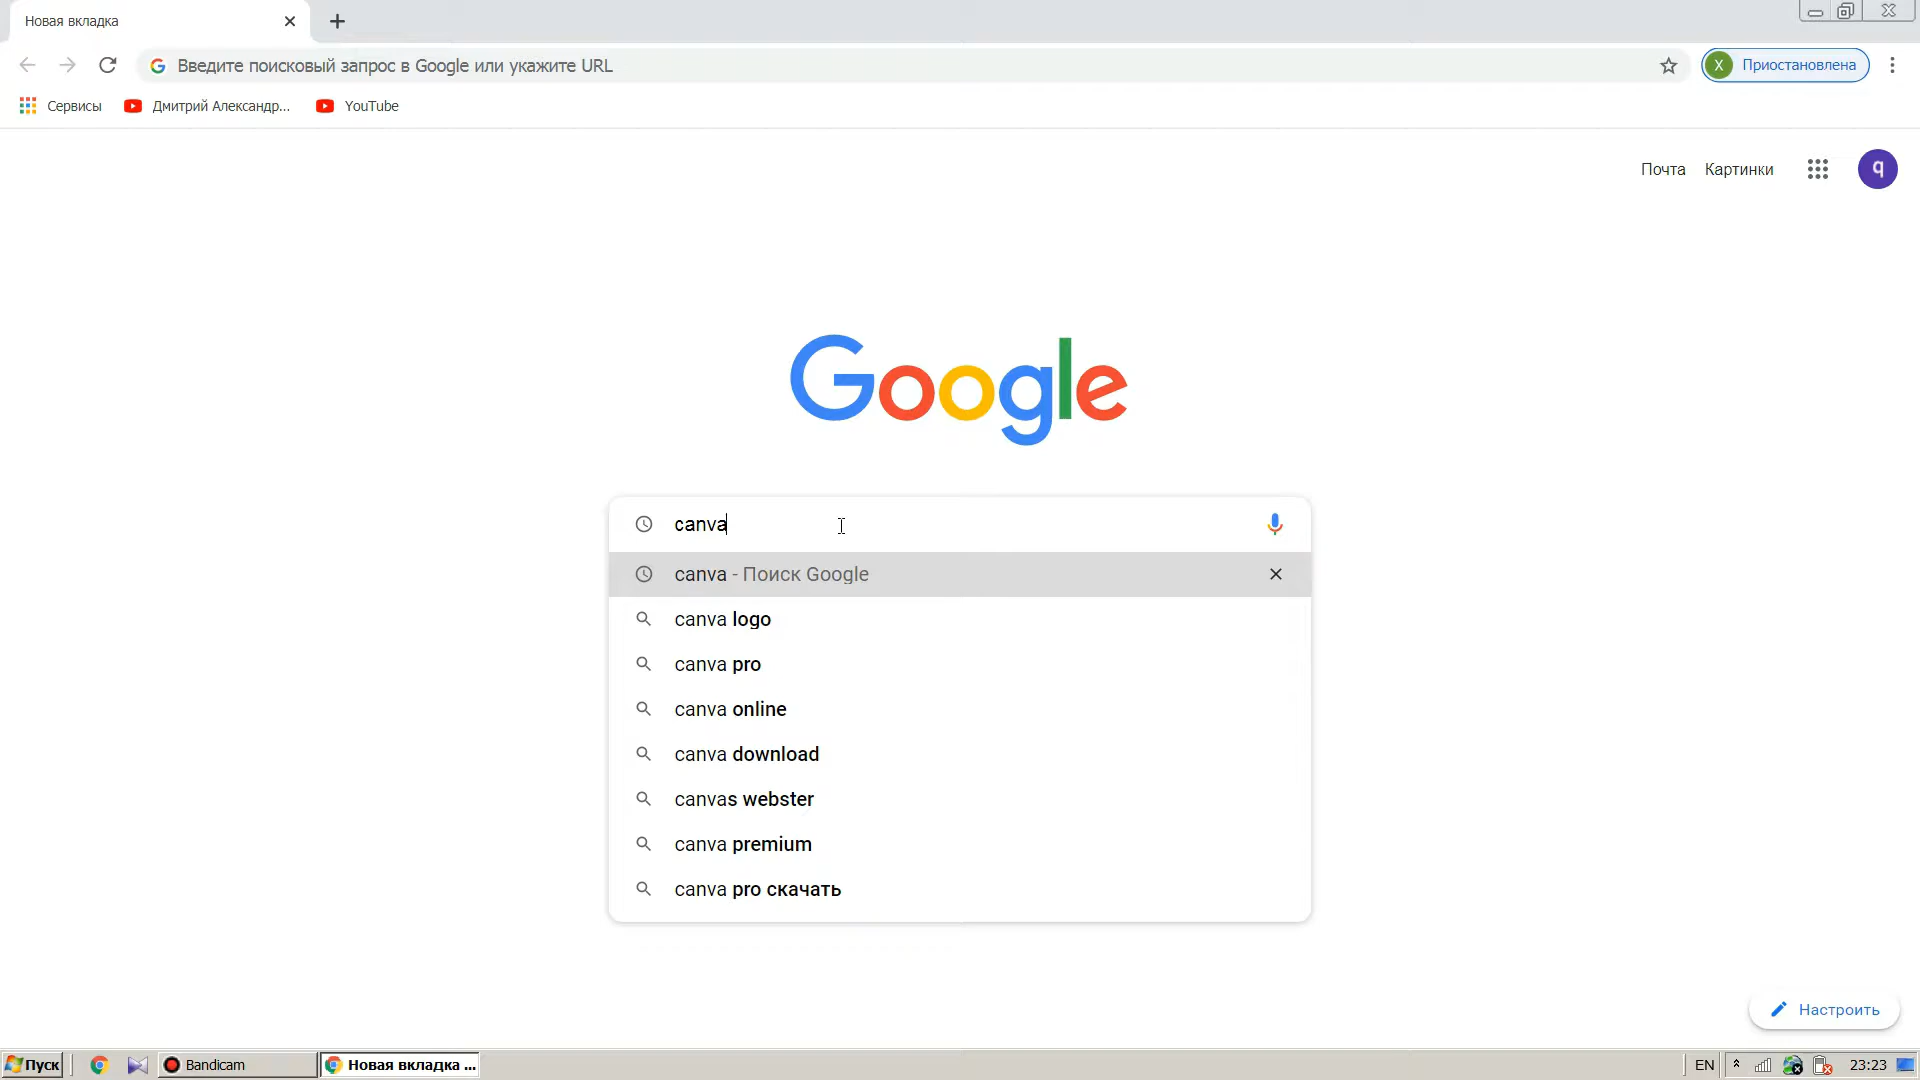 Новая вкладка
Введите поисковый запрос в Google или укажите URL
X Приостановлена
Сервисы Дмитрий Александр... YouTube
Почта Картинки q
Google
canva
canva - Поиск Google
canva logo
canva pro
canva online
canva download
canvas webster
canva premium
canva pro скачать
Настроить
Пуск Bandicam Новая вкладка ... EN 23:23